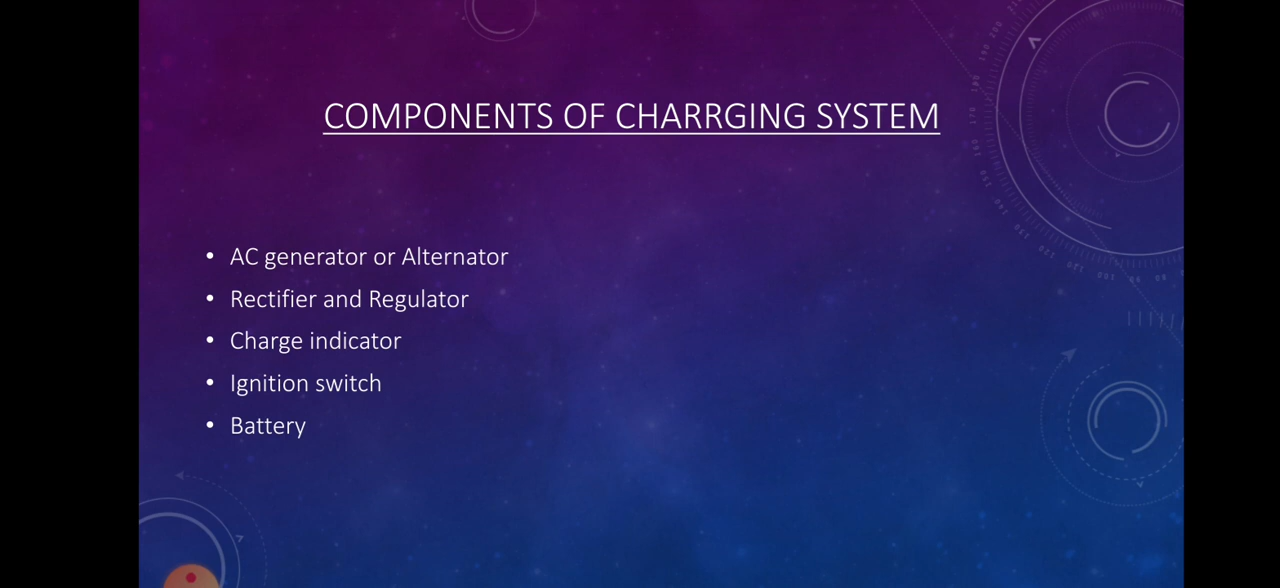 COMPONENTS OF CHARRGING SYSTEM
• AC generator or Alternator
• Rectifier and Regulator
• Charge indicator
• Ignition switch
• Battery